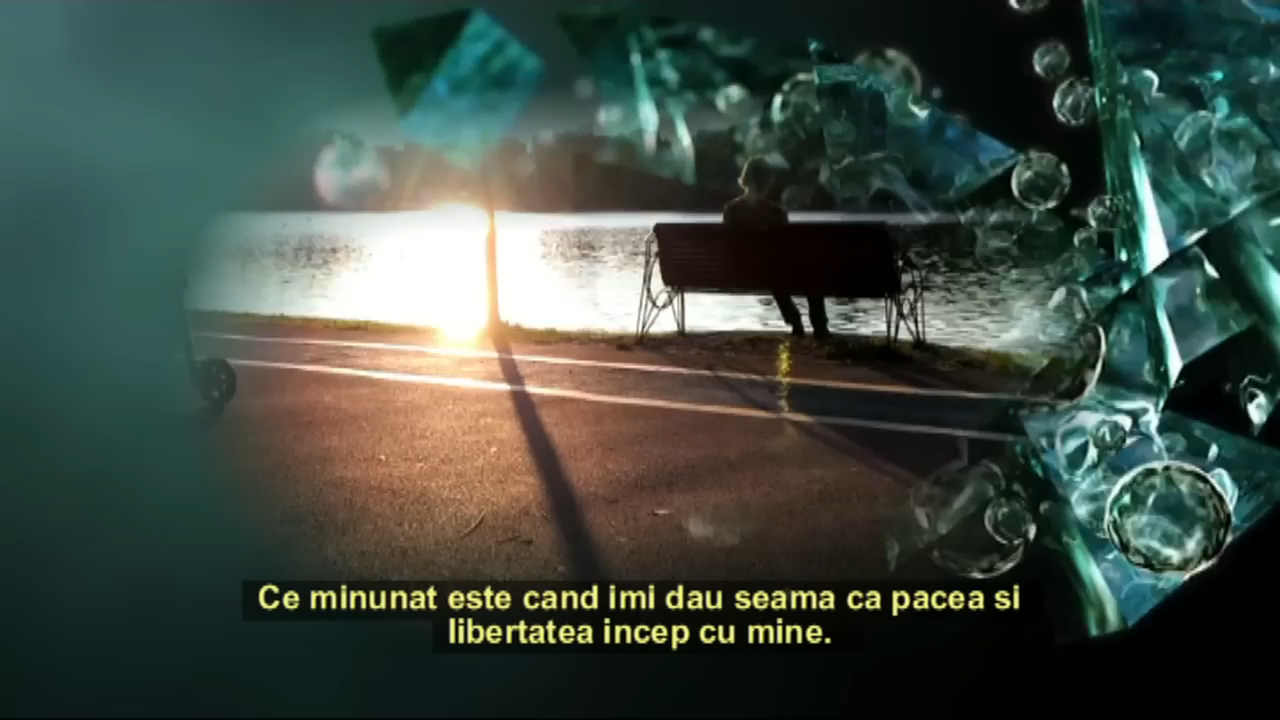 Ce minunat este cand imi dau seama ca pacea si
libertatea incep cu mine.